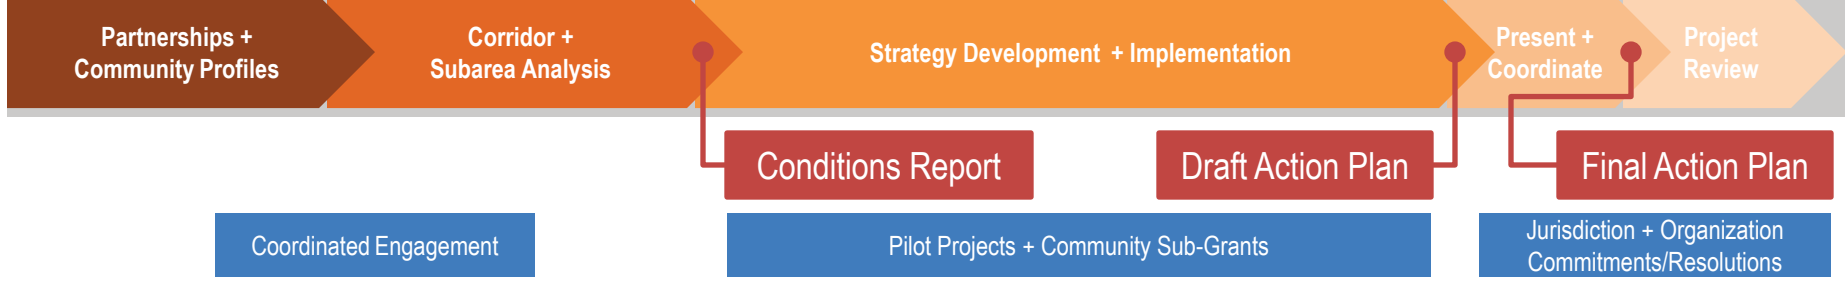 Partnerships +
Community Profiles
Corridor +
Subarea Analysis
Strategy Development + Implementation
Present +
Coordinate
Project
Review
Conditions Report
Draft Action Plan
Final Action Plan
Coordinated Engagement
Pilot Projects + Community Sub-Grants
Jurisdiction + Organization
Commitments/Resolutions